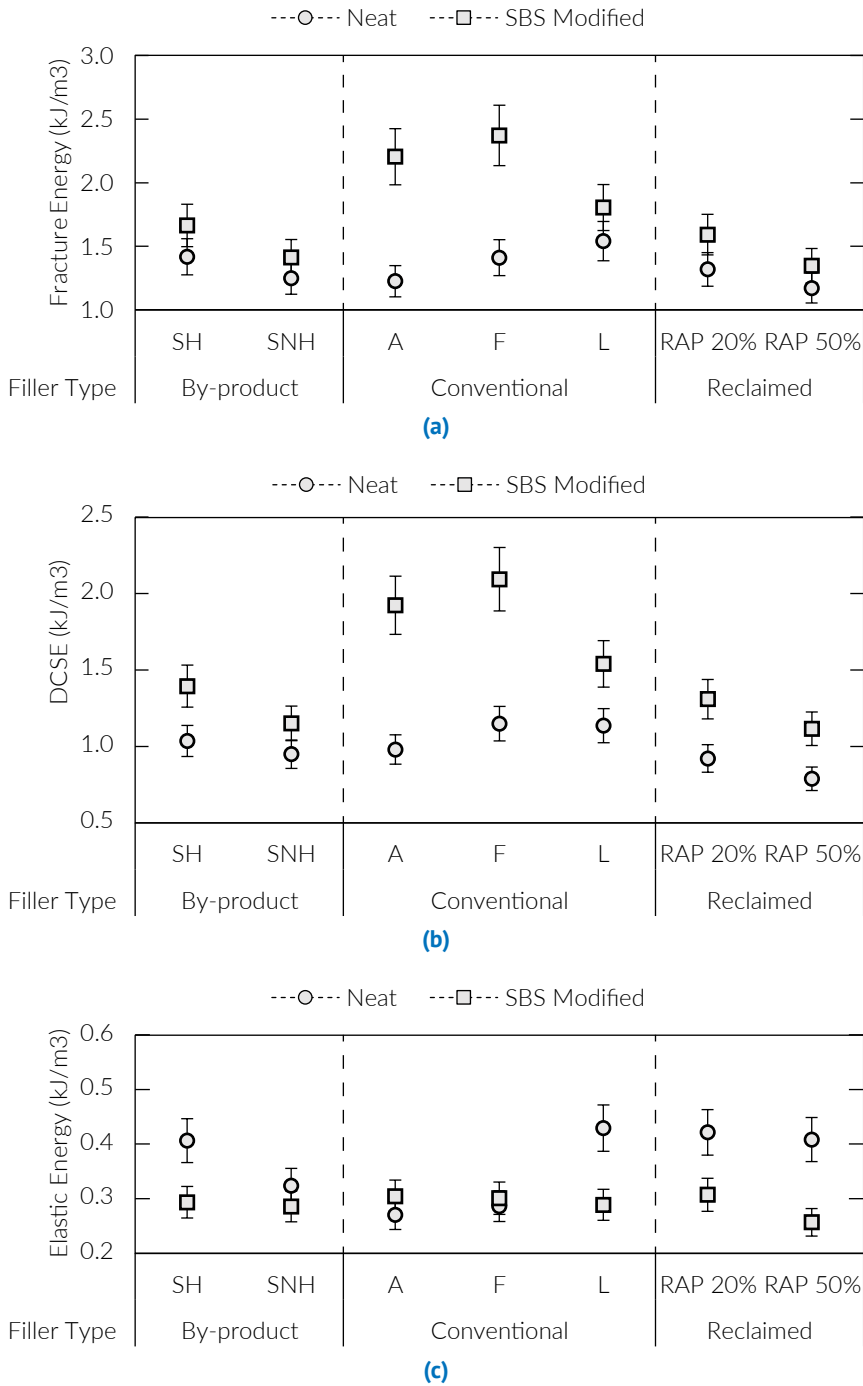 Neat SBS Modified
Fracture Energy (kJ/m3)
3.0
2.5
2.0
1.5
1.0
SH SNH A F L RAP 20% RAP 50%
Filler Type By-product Conventional Reclaimed
(a)
Neat SBS Modified
DCSE (kJ/m3)
2.5
2.0
1.5
1.0
0.5
SH SNH A F L RAP 20% RAP 50%
Filler Type By-product Conventional Reclaimed
(b)
Neat SBS Modified
Elastic Energy (kJ/m3)
0.6
0.5
0.4
0.3
0.2
SH SNH A F L RAP 20% RAP 50%
Filler Type By-product Conventional Reclaimed
(c)